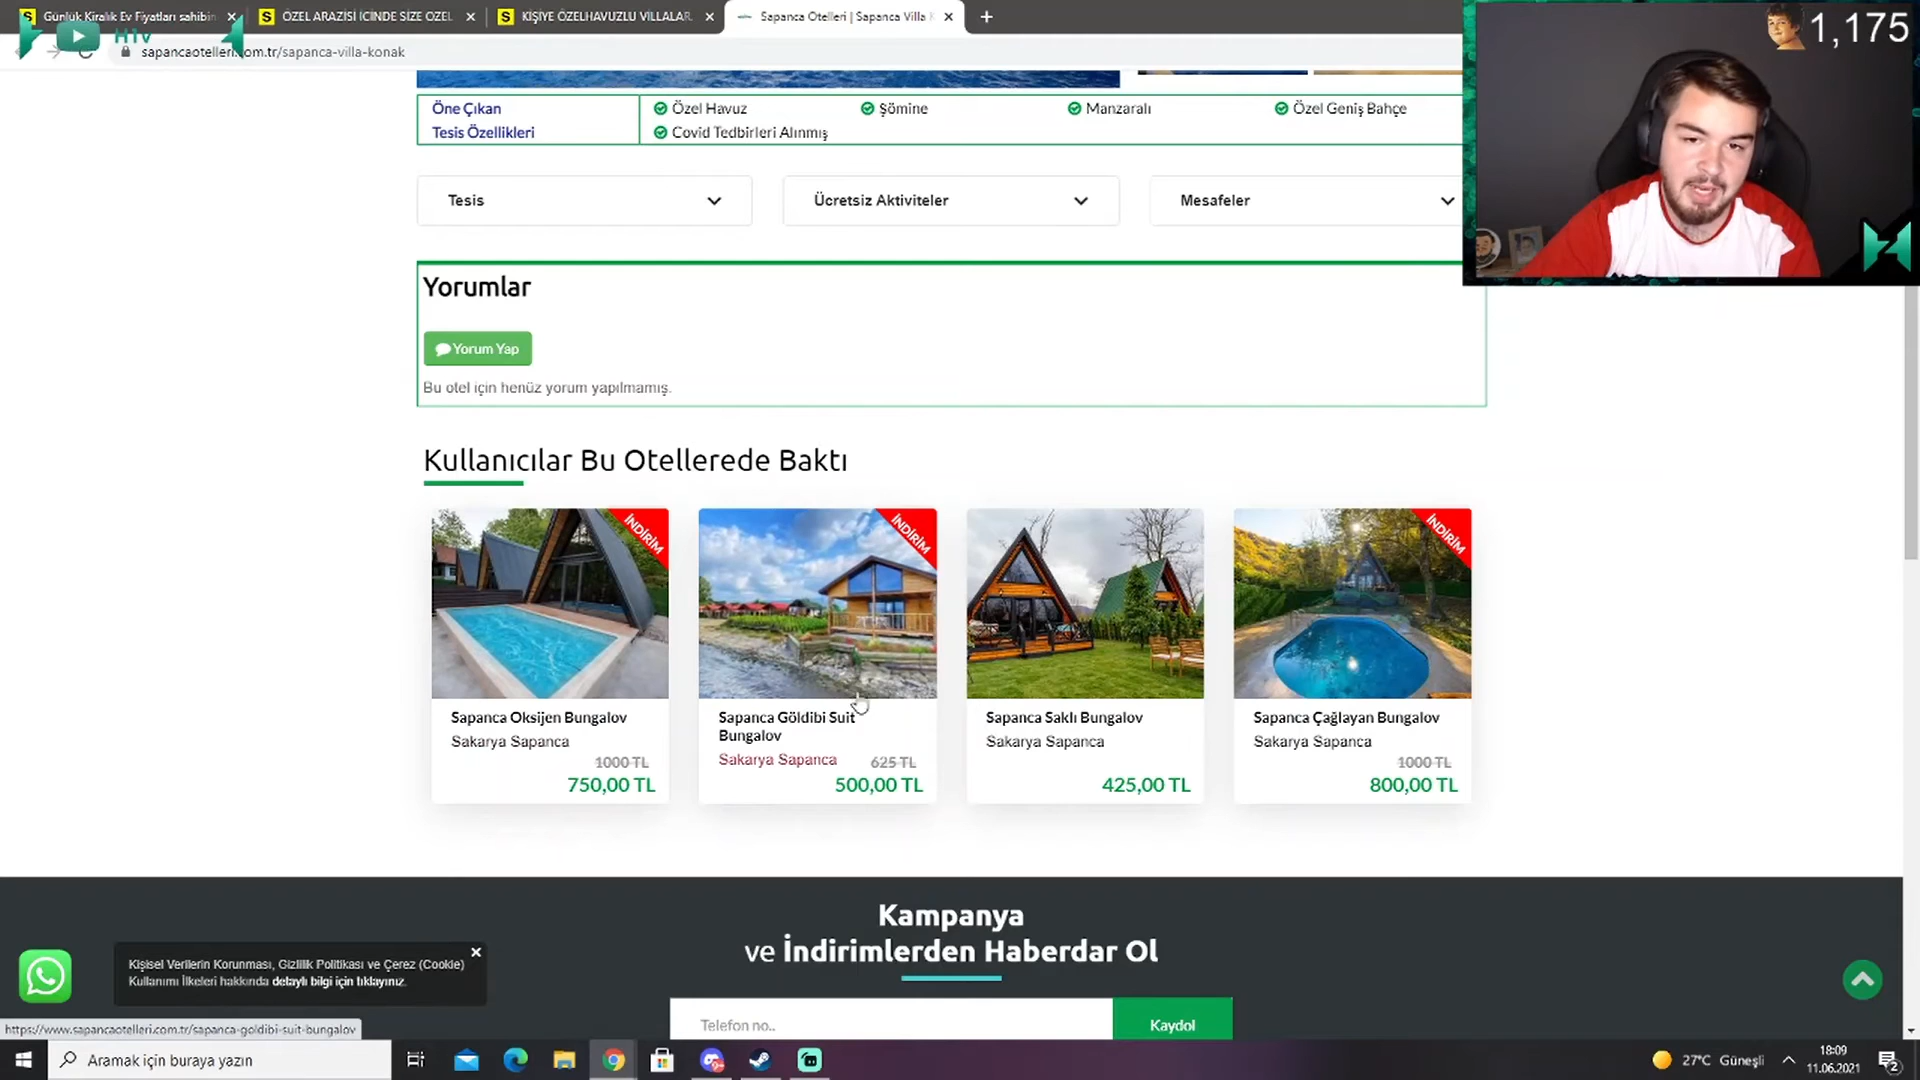 Günlük Kiralık Ev Fiyatları sahibin
ÖZEL ARAZİSİ İCİNDE SİZE OZEL
KİŞİYE ÖZELHAVUZLU VİLLALAR
Sapanca Otelleri | Sapanca Villa K
sapancaotelleri.com.tr/sapanca-villa-konak
1,175
Öne Çıkan
Tesis Özellikleri
Özel Havuz
Şömine
Manzaralı
Özel Geniş Bahçe
Covid Tedbirleri Alınmış
Tesis
Ücretsiz Aktiviteler
Mesafeler
Yorumlar
Yorum Yap
Bu otel için henüz yorum yapılmamış.
Kullanıcılar Bu Otellerede Baktı
İNDİRİM
İNDİRİM
İNDİRİM
Sapanca Oksijen Bungalov
Sakarya Sapanca
1000 TL
750,00 TL
Sapanca Göldibi Suit
Bungalov
Sakarya Sapanca
625 TL
500,00 TL
Sapanca Saklı Bungalov
Sakarya Sapanca
425,00 TL
Sapanca Çağlayan Bungalov
Sakarya Sapanca
1000 TL
800,00 TL
Kampanya
ve İndirimlerden Haberdar Ol
Telefon no..
Kaydol
Kişisel Verilerin Korunması, Gizlilik Politikası ve Çerez (Cookie)
Kullanımı İlkeleri hakkında detaylı bilgi için tıklayınız.
https://www.sapancaotelleri.com.tr/sapanca-goldibi-suit-bungalov
Aramak için buraya yazın
27°C Güneşli
18:09
11.06.2021
2